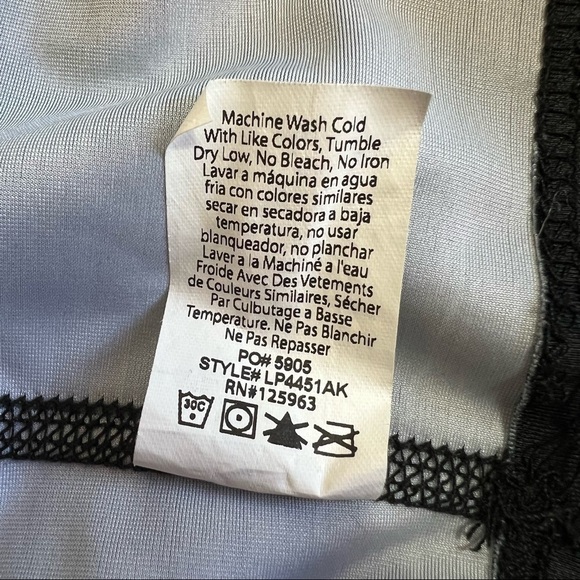 Machine Wash Cold
With Like Colors, Tumble
Dry Low, No Bleach, No Iron
Lavar a máquina en agua
fria con colores similares
secar en secadora a baja
temperatura, no usar
blanqueador, no planchar
Laver a la Machiné a l'eau
Froide Avec Des Vetements
de Couleurs Similaires, Sécher
Par Culbutage a Basse
Temperature. Ne Pas Blanchir
Ne Pas Repasser
PO# 5905
STYLE# LP4451AK
RN#125963
30C